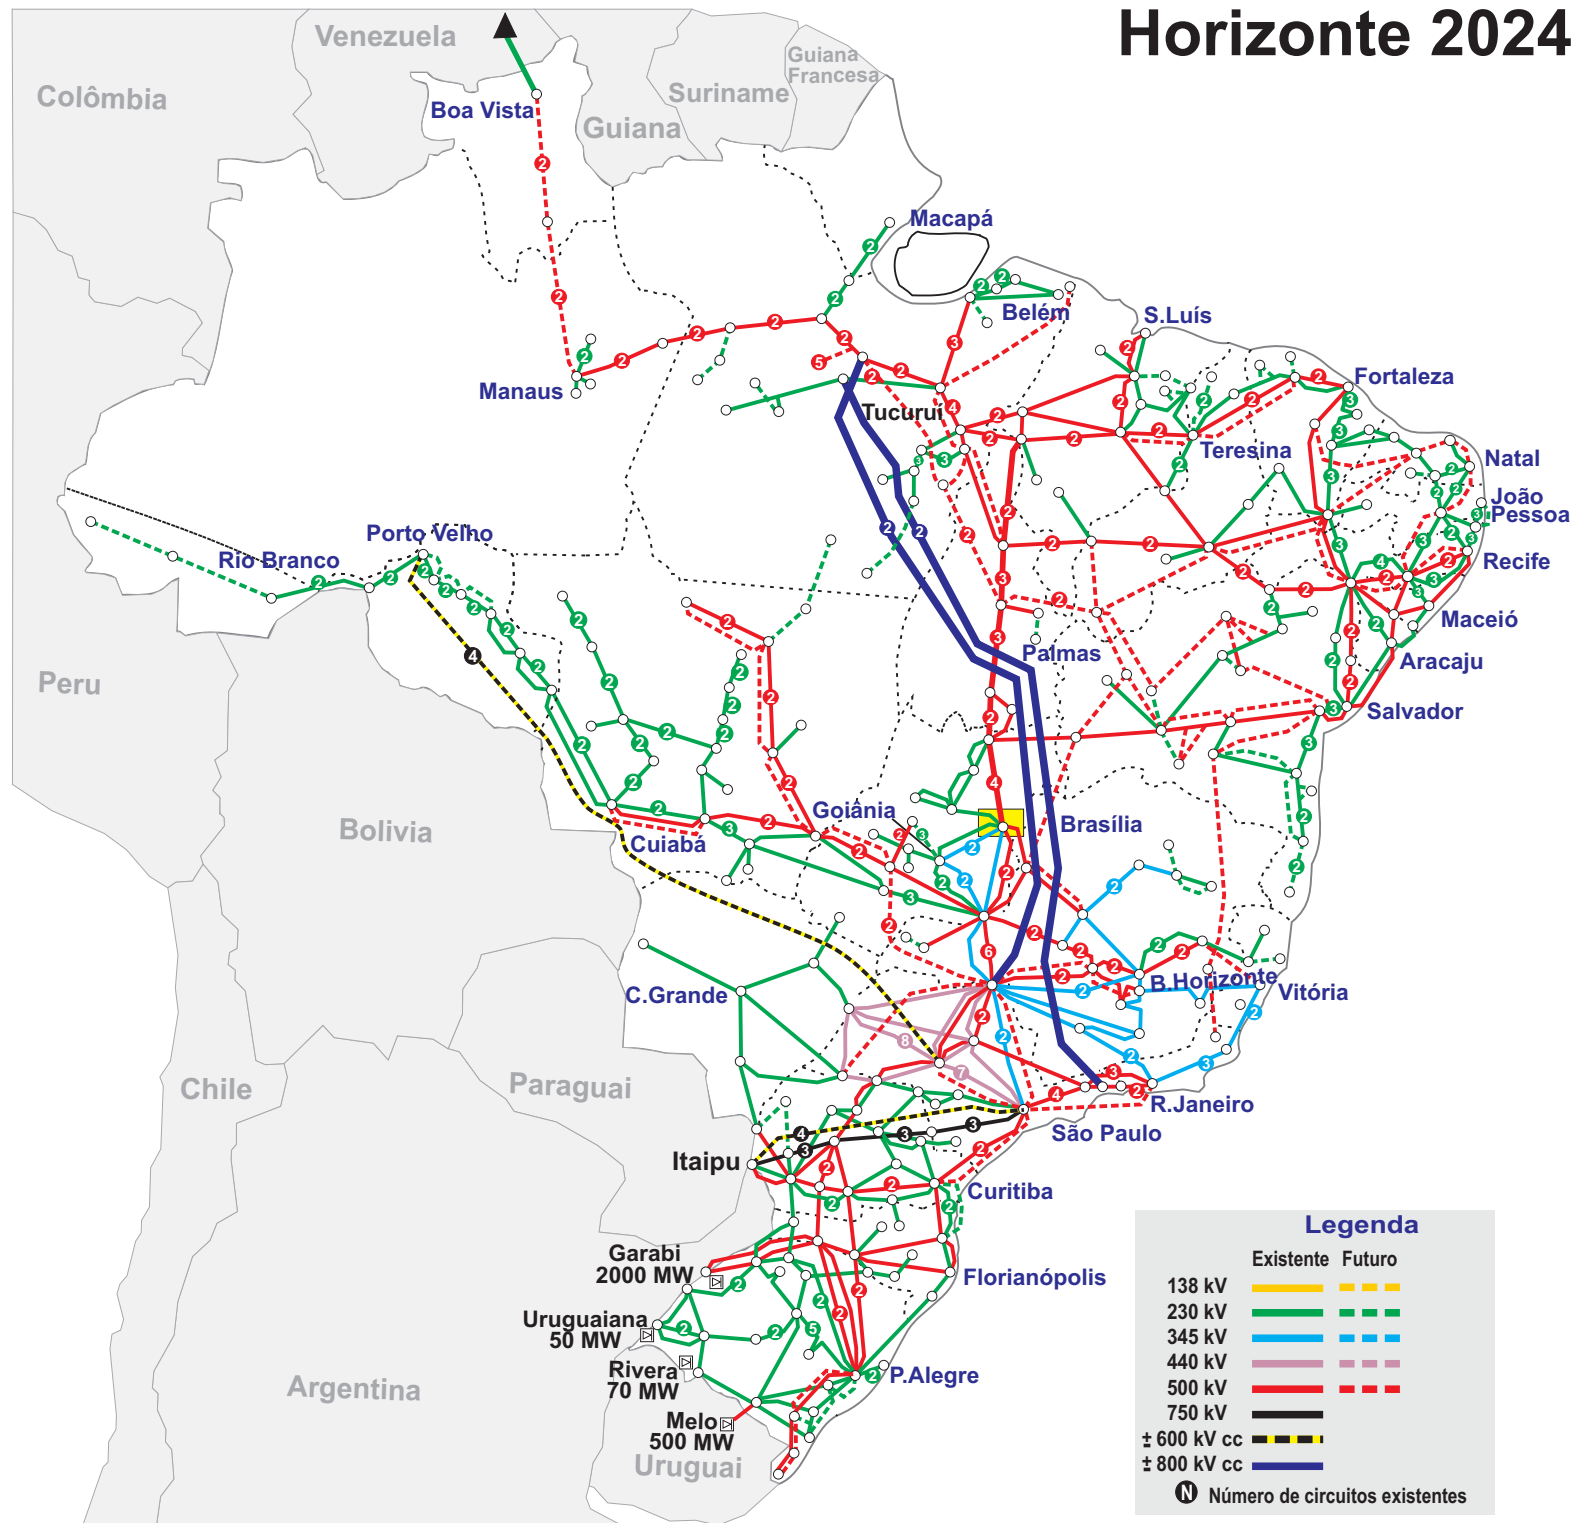 Horizonte 2024
Venezuela
Guiana
Francesa
Colômbia
Suriname
Boa Vista
Guiana
Macapá
Belém
S.Luís
Manaus
Fortaleza
Tucuruí
Teresina
Natal
João
Pessoa
Porto Velho
Rio Branco
Recife
Maceió
Palmas
Aracaju
Peru
Salvador
Goiânia
Brasília
Bolivia
Cuiabá
C.Grande
B.Horizonte
Vitória
Chile
Paraguai
R.Janeiro
São Paulo
Itaipu
Curitiba
Garabi
2000 MW
Florianópolis
Uruguaiana
50 MW
Rivera
70 MW
P.Alegre
Argentina
Melo
500 MW
Uruguai
Legenda
Existente Futuro
138 kV
230 kV
345 kV
440 kV
500 kV
750 kV
± 600 kV cc
± 800 kV cc
N Número de circuitos existentes